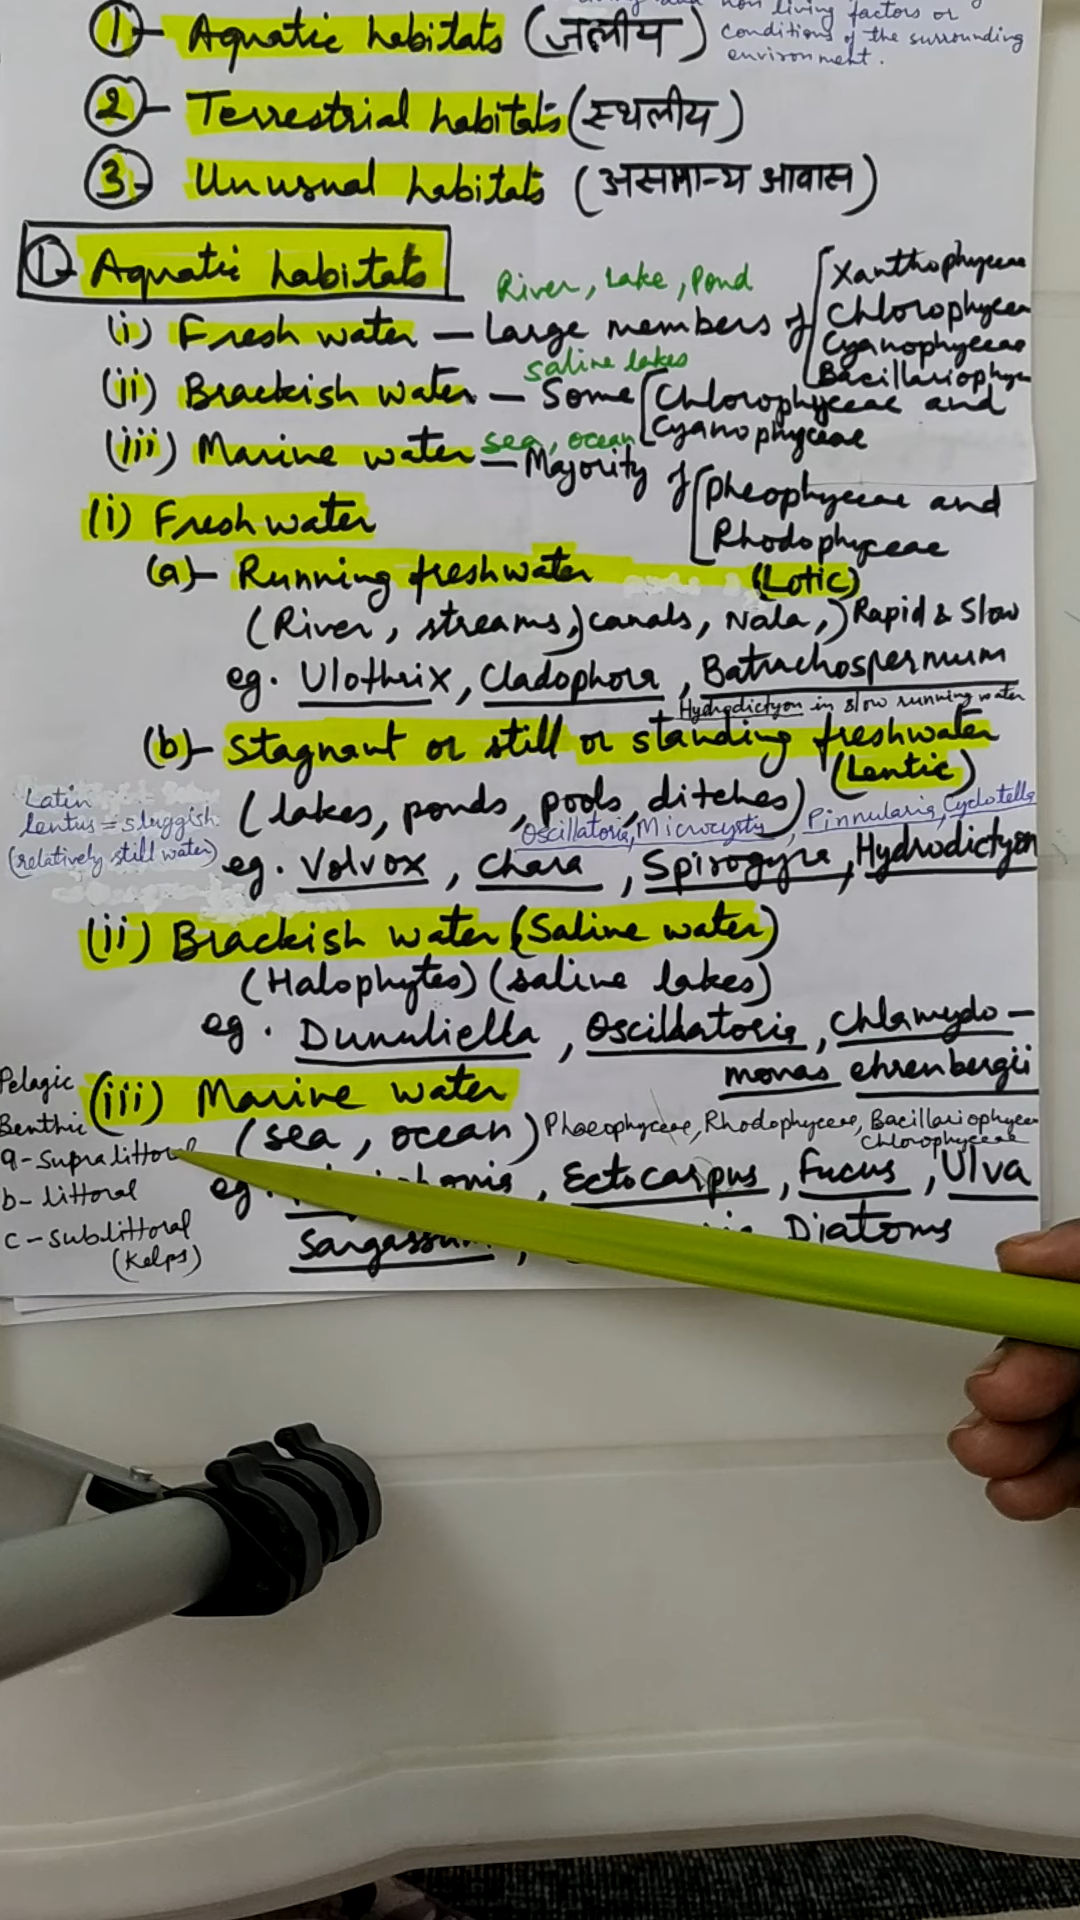 non living factors or
① Aquatic habitats (जलीय) conditions of the surrounding
environment.
② Terrestrial habitats (स्थलीय)
③ Unusual habitats (असमान्य आवास)
① Aquatic habitats
River, Lake, Pond
(i) Fresh water — Large members of [Xanthophyceae
Chlorophyceae
Cyanophyceae
Bacillariophy
saline lakes
(ii) Brackish water — Some [Chlorophyceae and
Cyanophyceae
sea, ocean
(iii) Marine water — Majority of [Pheophyceae and
Rhodophyceae
(i) Fresh water
(a)- Running freshwater (Lotic)
(River, streams,) canals, Nala,) Rapid & Slow
eg. Ulothrix, Cladophora, Batrachospermum
Hydrodictyon in slow running water
(b)- Stagnant or still or standing freshwater
(Lentic)
Latin
lentus = sluggish
(relatively still water)
(lakes, ponds, pools, ditches)
Oscillatoria, Microcystis, Pinnularia, Cyclotella
eg. Volvox, Chara, Spirogyra, Hydrodictyon
(ii) Brackish water (Saline water)
(Halophytes) (saline lakes)
eg. Dunuliella, Oscillatoria, Chlamydo-
monas ehrenbergii
Pelagic
Benthic
a- Supralittoral
b- littoral
c- sublittoral
(Kelps)
(iii) Marine water
(sea, ocean) Phaeophyceae, Rhodophyceae, Bacillariophyceae
Chlorophyceae
eg. , Ectocarpus, Fucus, Ulva
Sargassum, Diatoms